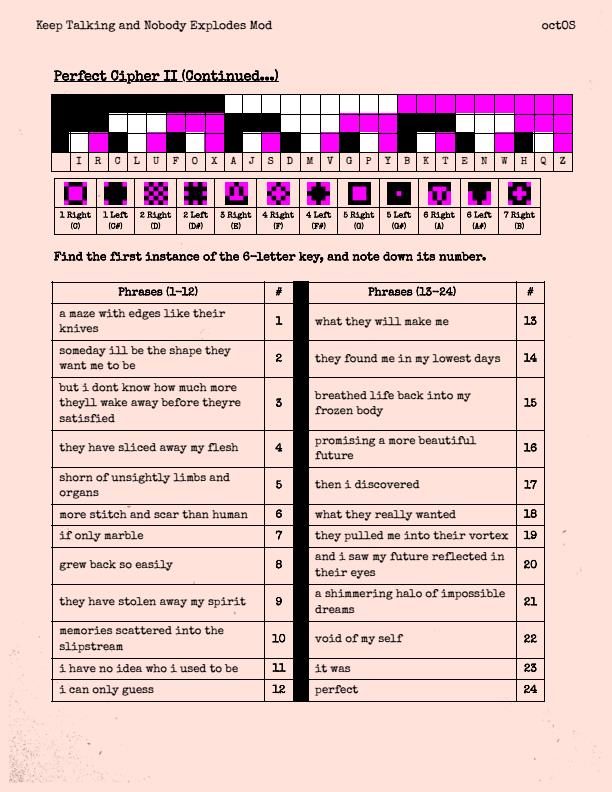 Keep Talking and Nobody Explodes Mod octOS
Perfect Cipher II (Continued...)
I R C L U F O X A J S D M V G P Y B K T E N W H Q Z
1 Right 1 Left 2 Right 2 Left 3 Right 4 Right 4 Left 5 Right 5 Left 6 Right 6 Left 7 Right
(C) (C#) (D) (D#) (E) (F) (F#) (G) (G#) (A) (A#) (B)
Find the first instance of the 6-letter key, and note down its number.
Phrases (1-12) # Phrases (13-24) #
a maze with edges like their
knives
1
what they will make me 13
someday ill be the shape they
want me to be
2
they found me in my lowest days 14
but i dont know how much more
theyll wake away before theyre
satisfied
3
breathed life back into my
frozen body
15
they have sliced away my flesh 4
promising a more beautiful
future
16
shorn of unsightly limbs and
organs
5
then i discovered 17
more stitch and scar than human 6 what they really wanted 18
if only marble 7 they pulled me into their vortex 19
grew back so easily 8
and i saw my future reflected in
their eyes
20
they have stolen away my spirit 9
a shimmering halo of impossible
dreams
21
memories scattered into the
slipstream
10
void of my self 22
i have no idea who i used to be 11 it was 23
i can only guess 12 perfect 24